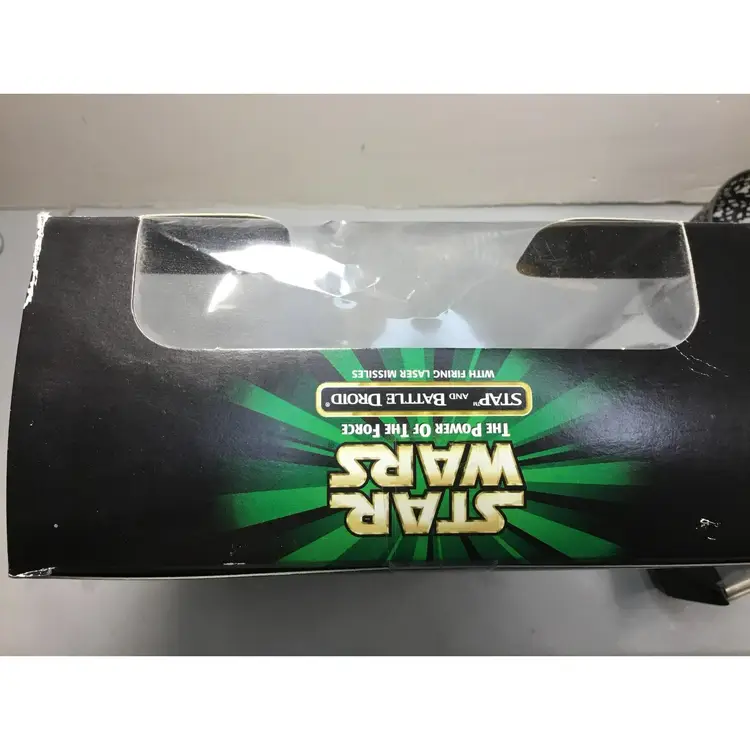 STAR
WARS
THE POWER OF THE FORCE
STAP™ AND BATTLE DROID®
WITH FIRING LASER MISSILES